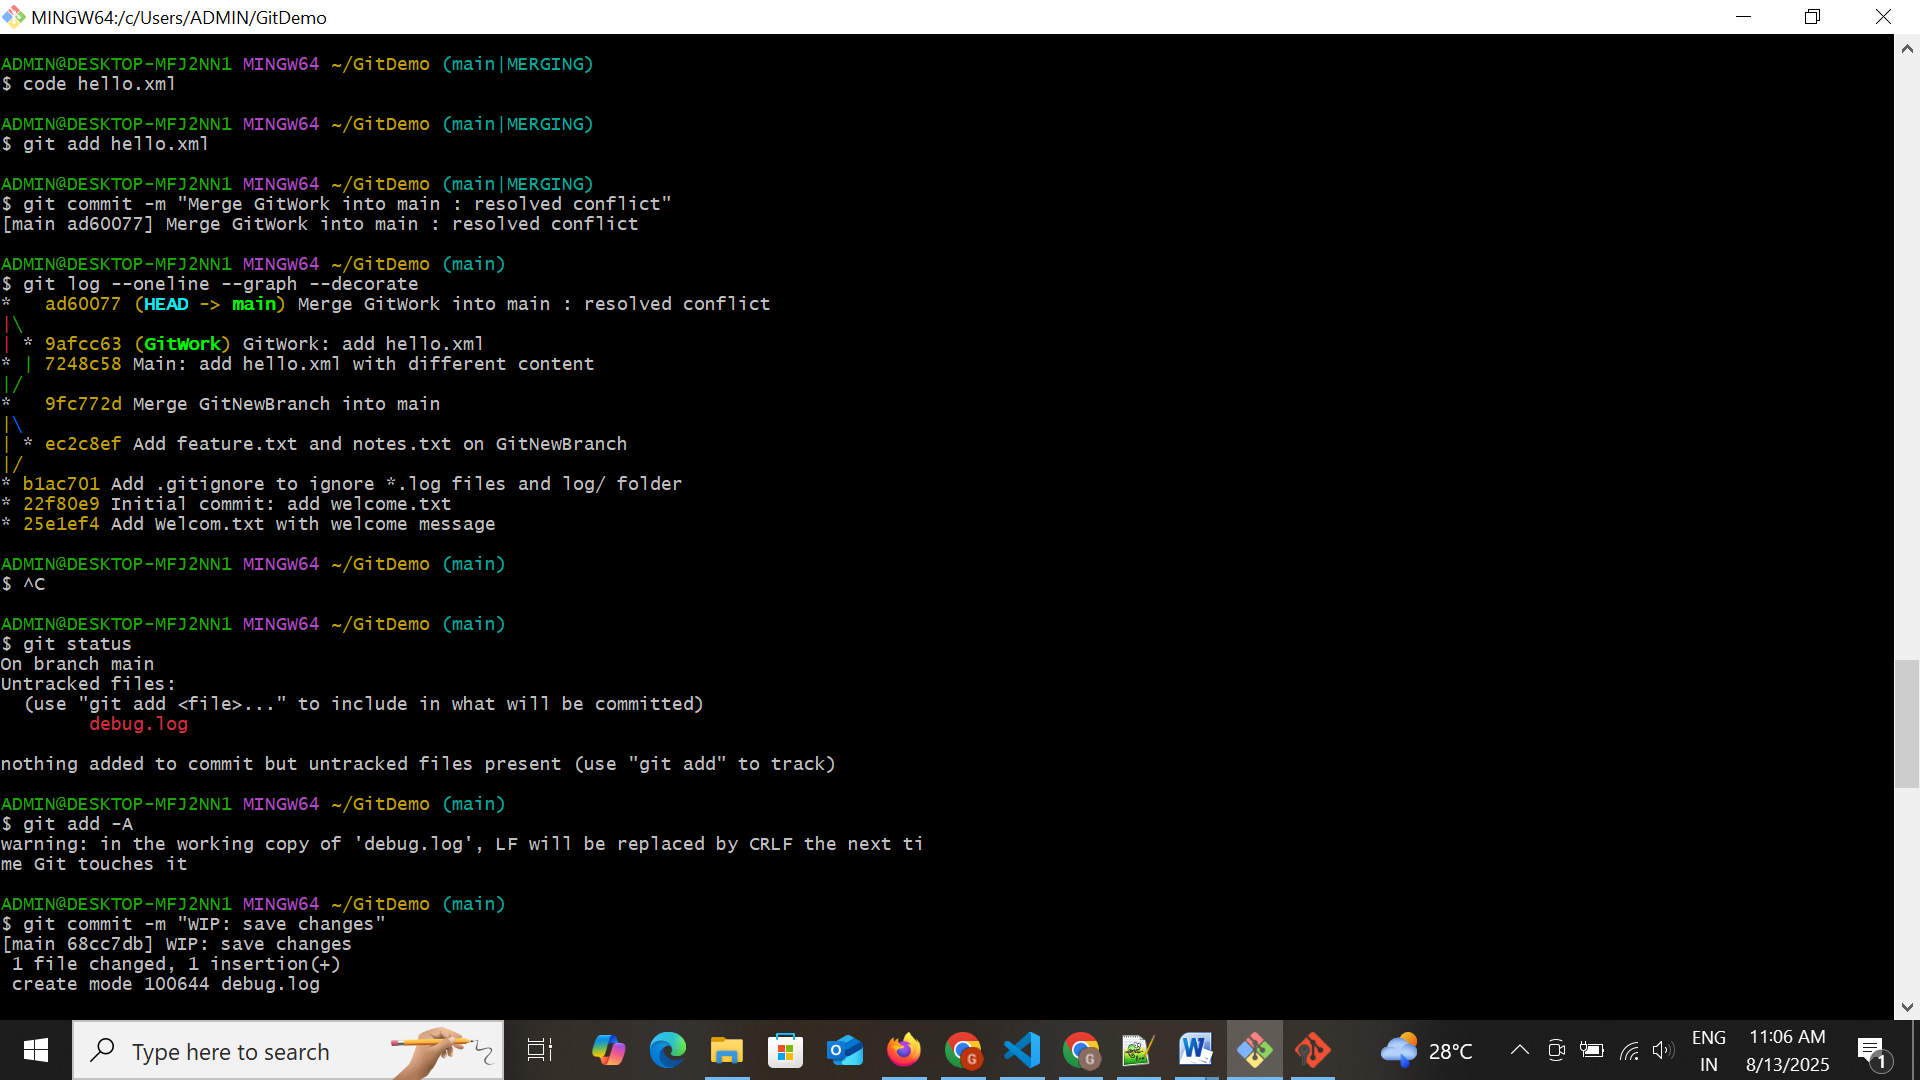 MINGW64:/c/Users/ADMIN/GitDemo
ADMIN@DESKTOP-MFJ2NN1 MINGW64 ~/GitDemo (main|MERGING)
$ code hello.xml
ADMIN@DESKTOP-MFJ2NN1 MINGW64 ~/GitDemo (main|MERGING)
$ git add hello.xml
ADMIN@DESKTOP-MFJ2NN1 MINGW64 ~/GitDemo (main|MERGING)
$ git commit -m "Merge GitWork into main : resolved conflict"
[main ad60077] Merge GitWork into main : resolved conflict
ADMIN@DESKTOP-MFJ2NN1 MINGW64 ~/GitDemo (main)
$ git log --oneline --graph --decorate
*   ad60077 (HEAD -> main) Merge GitWork into main : resolved conflict
|\
| * 9afcc63 (GitWork) GitWork: add hello.xml
* | 7248c58 Main: add hello.xml with different content
|/
*   9fc772d Merge GitNewBranch into main
|\
| * ec2c8ef Add feature.txt and notes.txt on GitNewBranch
|/
* b1ac701 Add .gitignore to ignore *.log files and log/ folder
* 22f80e9 Initial commit: add welcome.txt
* 25e1ef4 Add Welcom.txt with welcome message
ADMIN@DESKTOP-MFJ2NN1 MINGW64 ~/GitDemo (main)
$ ^C
ADMIN@DESKTOP-MFJ2NN1 MINGW64 ~/GitDemo (main)
$ git status
On branch main
Untracked files:
  (use "git add <file>..." to include in what will be committed)
        debug.log
nothing added to commit but untracked files present (use "git add" to track)
ADMIN@DESKTOP-MFJ2NN1 MINGW64 ~/GitDemo (main)
$ git add -A
warning: in the working copy of 'debug.log', LF will be replaced by CRLF the next ti
me Git touches it
ADMIN@DESKTOP-MFJ2NN1 MINGW64 ~/GitDemo (main)
$ git commit -m "WIP: save changes"
[main 68cc7db] WIP: save changes
 1 file changed, 1 insertion(+)
 create mode 100644 debug.log
Type here to search
28°C
ENG
IN
11:06 AM
8/13/2025
1